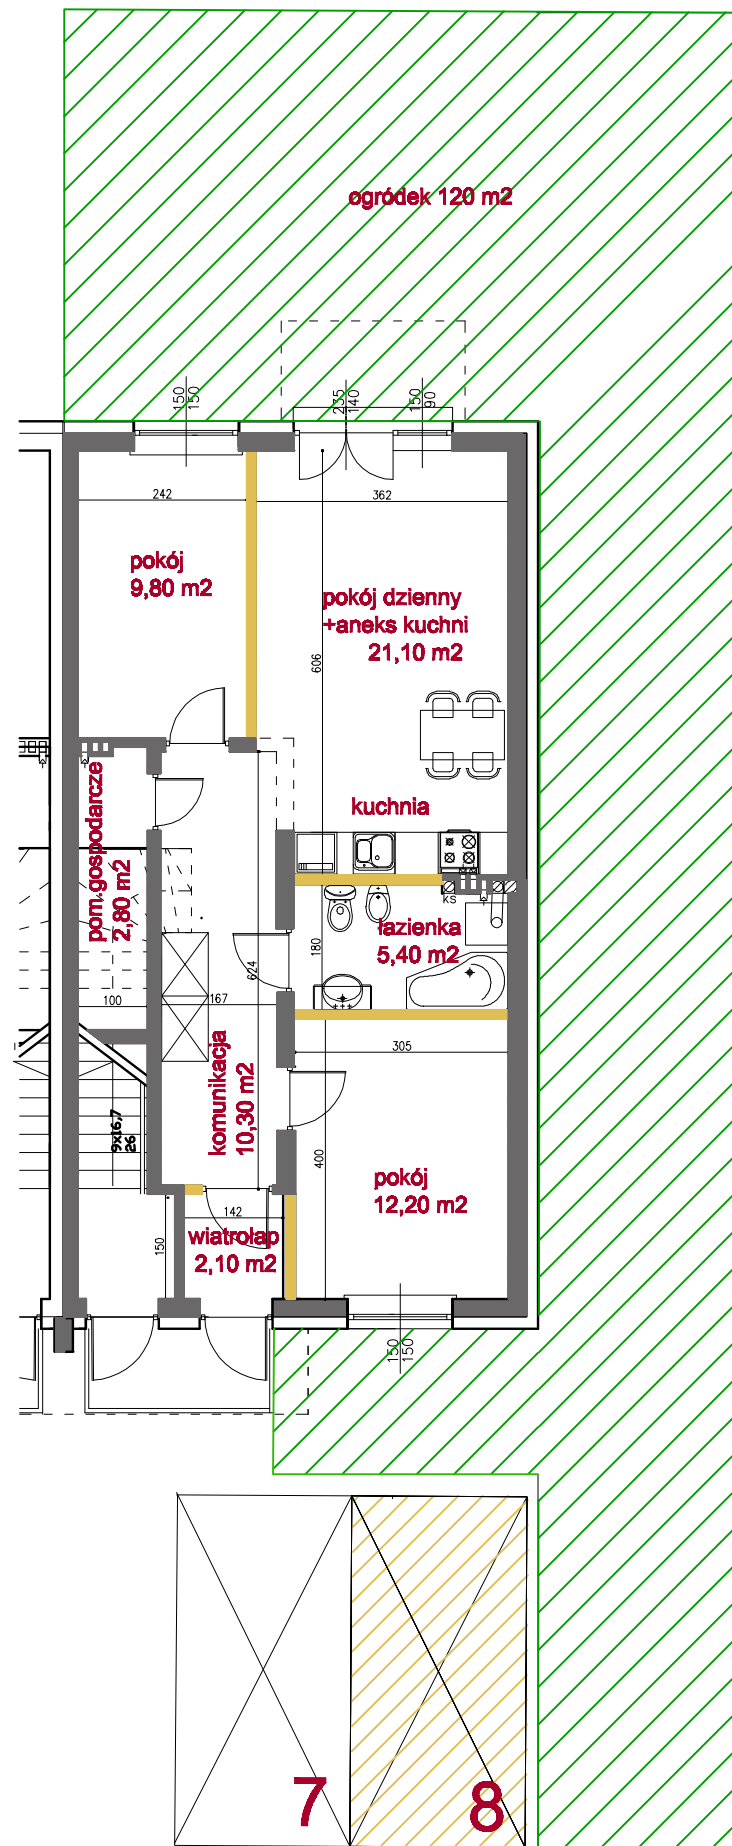 ogródek 120 m2
150
150
235
140
150
90
242
362
pokój
9,80 m2
pokój dzienny
+aneks kuchni
21,10 m2
606
kuchnia
pom.gospodarcze
2,80 m2
ks
łazienka
5,40 m2
180
624
100
167
305
komunikacja
10,30 m2
9x16,7
26
400
pokój
12,20 m2
142
wiatrołap
2,10 m2
150
150
150
7
8